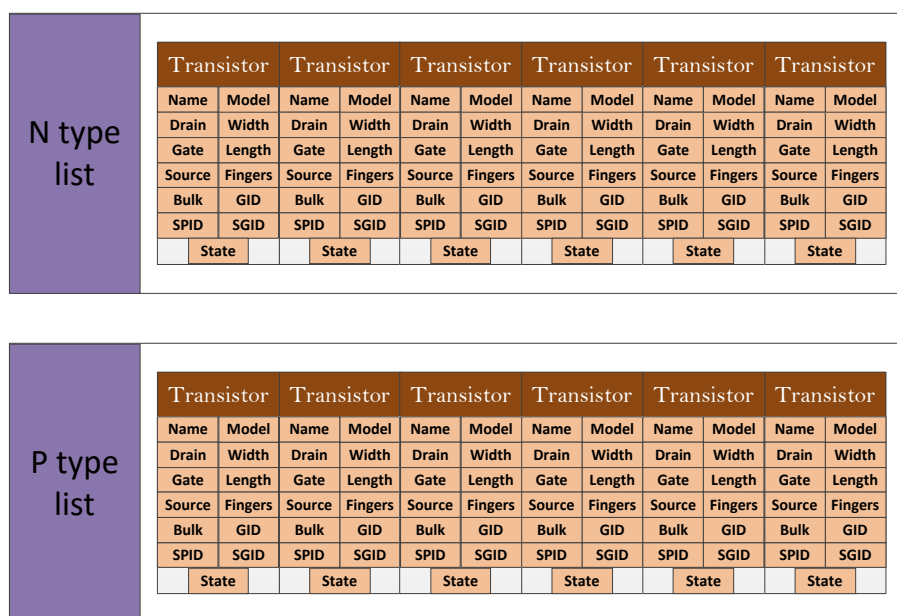 N type
list
Transistor Transistor Transistor Transistor Transistor Transistor
Name Model Name Model Name Model Name Model Name Model Name Model
Drain Width Drain Width Drain Width Drain Width Drain Width Drain Width
Gate Length Gate Length Gate Length Gate Length Gate Length Gate Length
Source Fingers Source Fingers Source Fingers Source Fingers Source Fingers Source Fingers
Bulk GID Bulk GID Bulk GID Bulk GID Bulk GID Bulk GID
SPID SGID SPID SGID SPID SGID SPID SGID SPID SGID SPID SGID
State State State State State State
P type
list
Transistor Transistor Transistor Transistor Transistor Transistor
Name Model Name Model Name Model Name Model Name Model Name Model
Drain Width Drain Width Drain Width Drain Width Drain Width Drain Width
Gate Length Gate Length Gate Length Gate Length Gate Length Gate Length
Source Fingers Source Fingers Source Fingers Source Fingers Source Fingers Source Fingers
Bulk GID Bulk GID Bulk GID Bulk GID Bulk GID Bulk GID
SPID SGID SPID SGID SPID SGID SPID SGID SPID SGID SPID SGID
State State State State State State